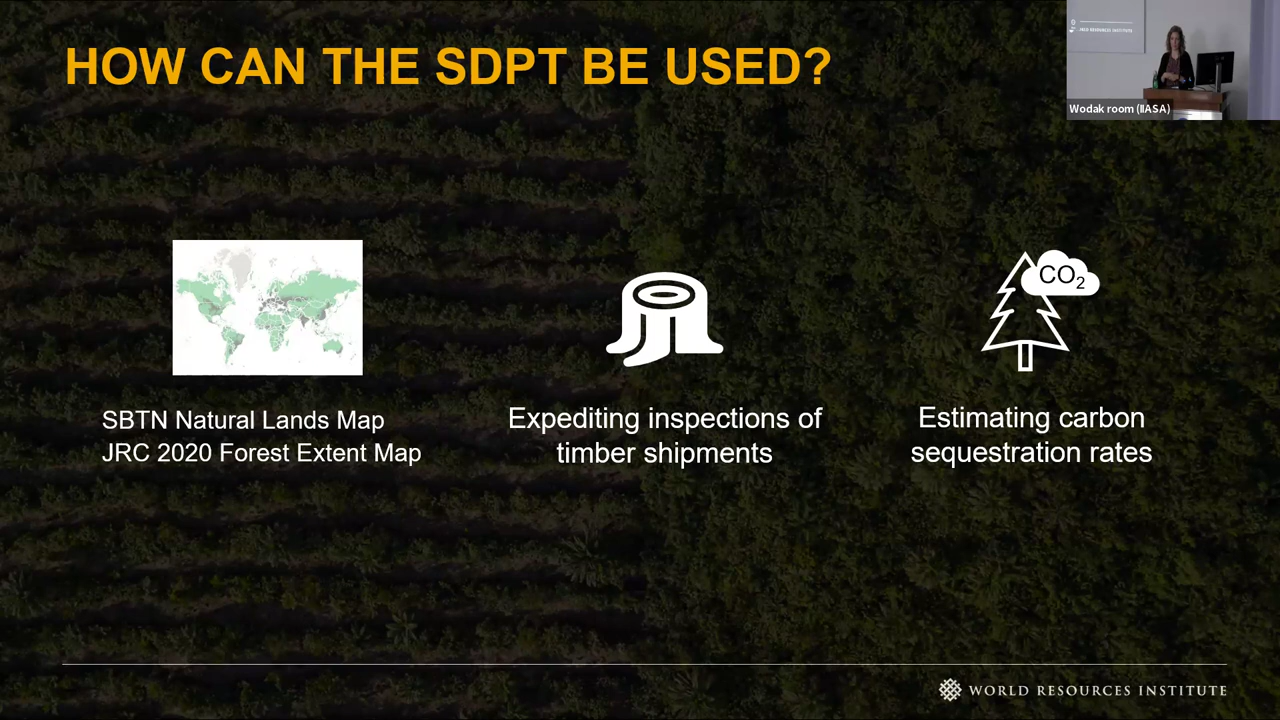 HOW CAN THE SDPT BE USED?
Wodak room (IIASA)
CO₂
SBTN Natural Lands Map
JRC 2020 Forest Extent Map
Expediting inspections of
timber shipments
Estimating carbon
sequestration rates
WORLD RESOURCES INSTITUTE